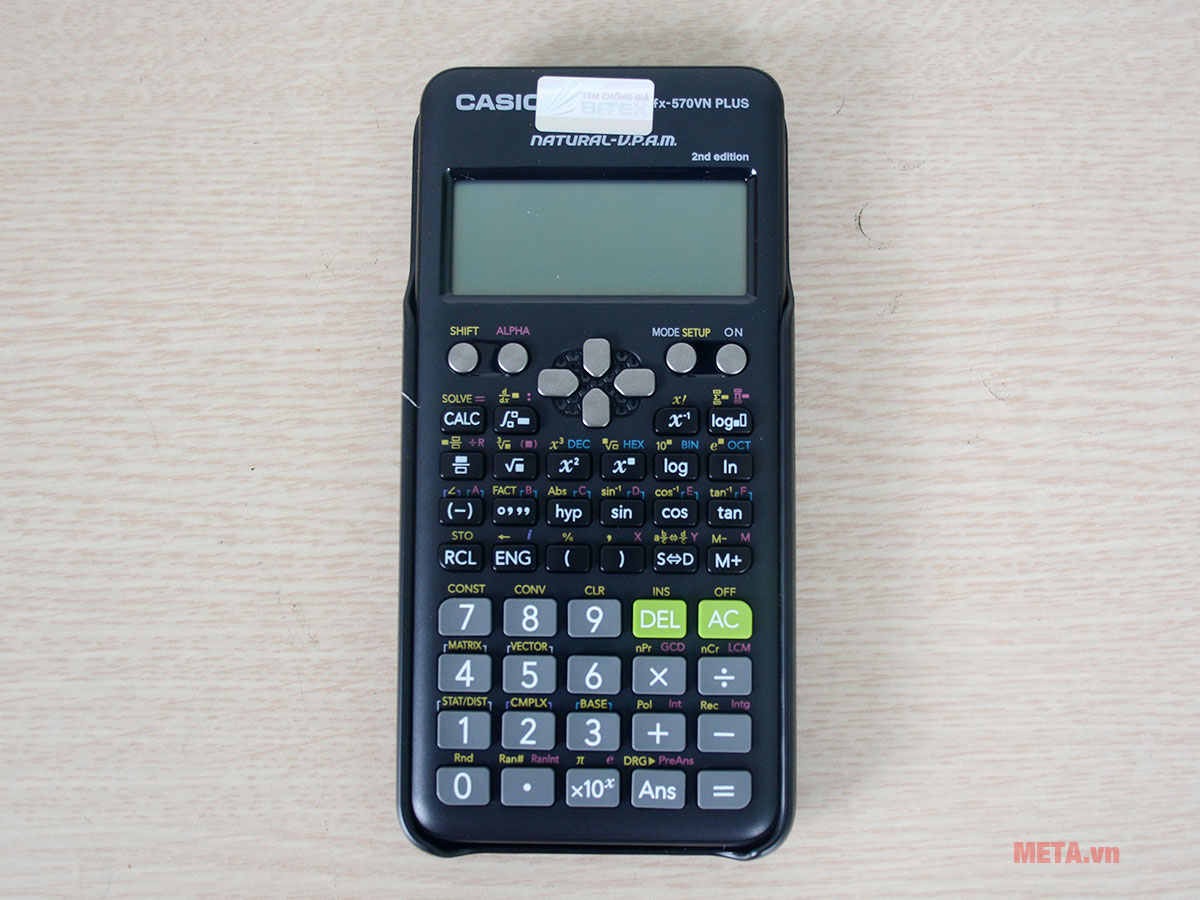 CASIO fx-570VN PLUS
TEM CHỐNG GIẢ
BITEX
NATURAL-V.P.A.M.
2nd edition
SHIFT ALPHA MODE SETUP ON
SOLVE = d/dx : x! Σ Π
CALC ∫ x⁻¹ log
÷R ³√ x³ DEC √ HEX 10 BIN e OCT
√ x² x log ln
∠ A FACT B Abs C sin⁻¹ D cos⁻¹ E tan⁻¹ F
(−) °,,, hyp sin cos tan
STO ← i % , X a b/c⇔d/c Y M− M
RCL ENG ( ) S⇔D M+
CONST CONV CLR INS OFF
7 8 9 DEL AC
MATRIX VECTOR nPr GCD nCr LCM
4 5 6 × ÷
STAT/DIST CMPLX BASE Pol Int Rec Intg
1 2 3 + −
Rnd Ran# RanInt π e DRG▶ PreAns
0 • ×10ˣ Ans =
META.vn